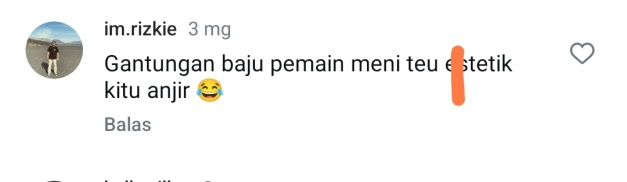 im.rizkie 3 mg
Gantungan baju pemain meni teu estetik
kitu anjir 😂
Balas